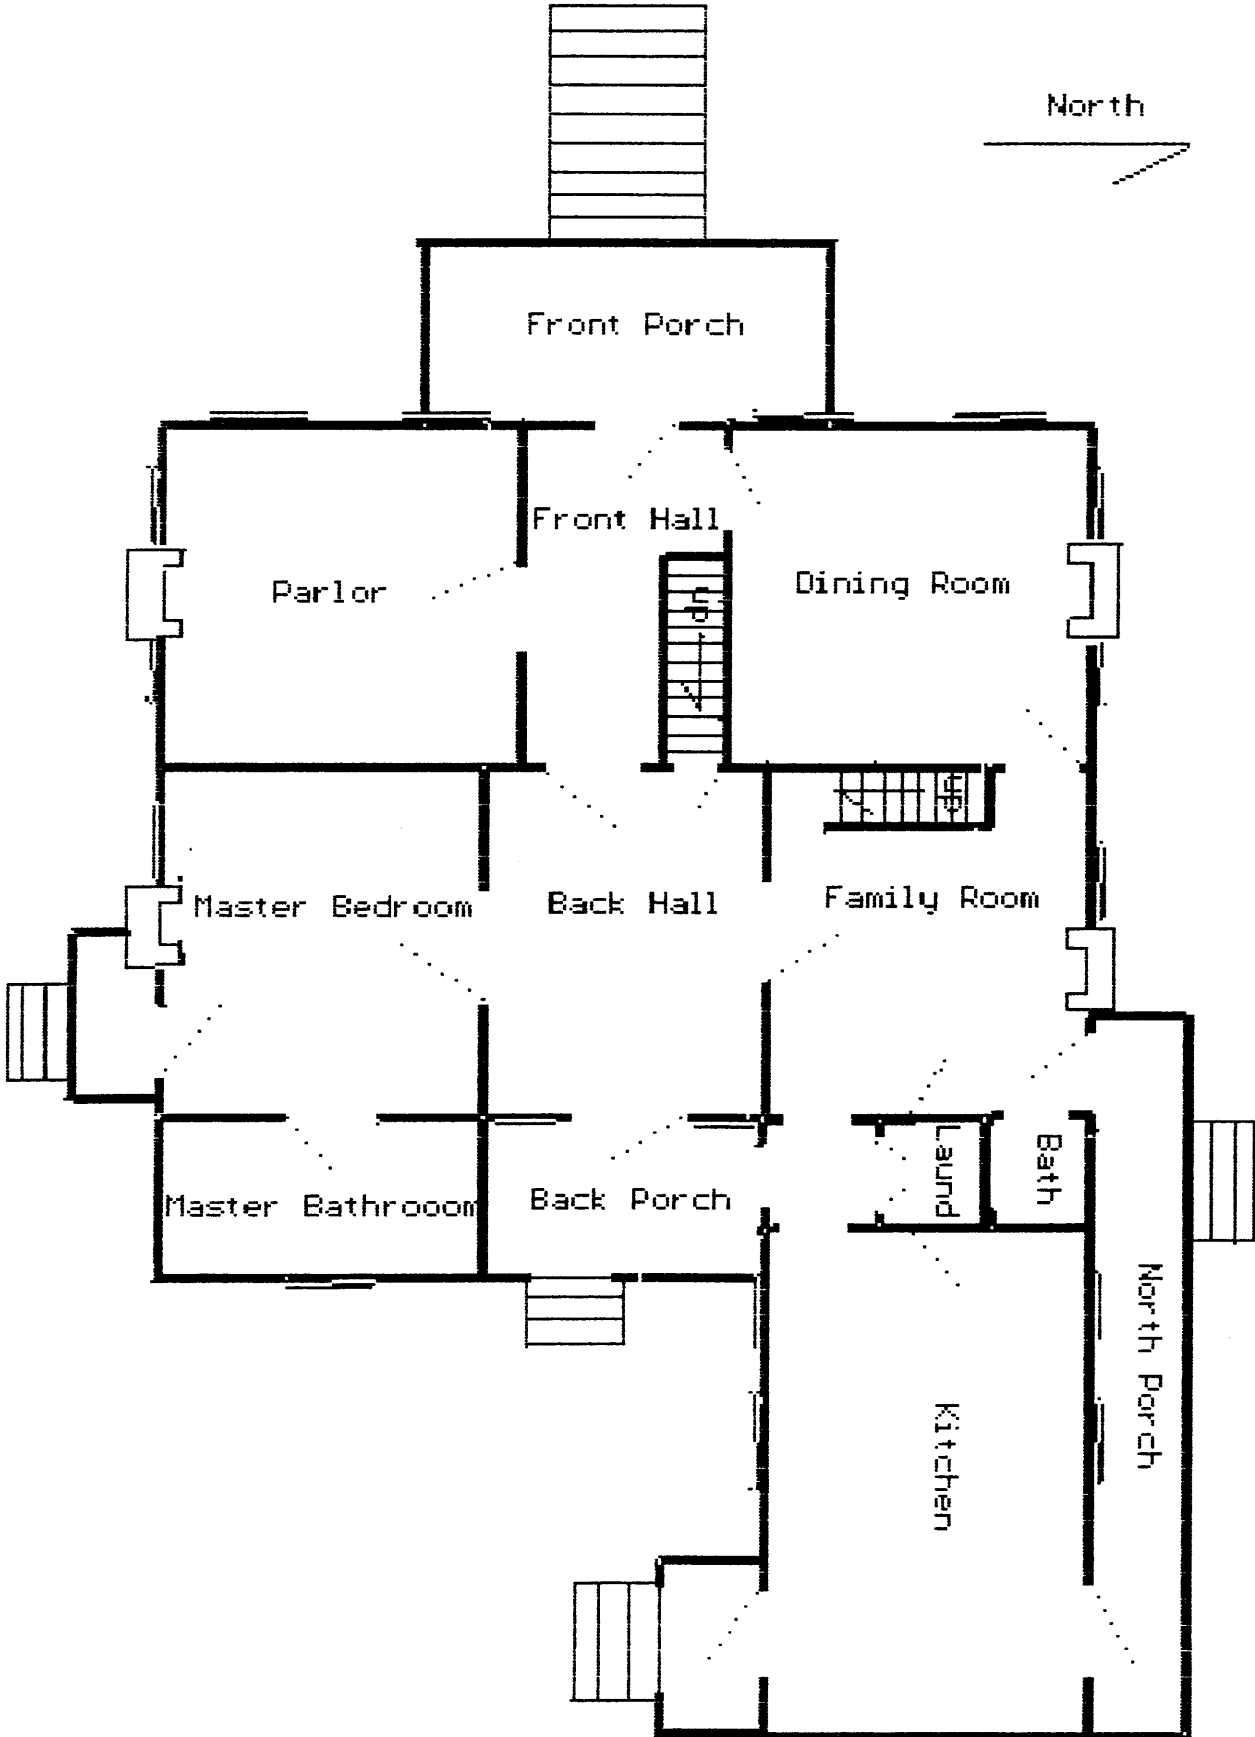 North
Front Porch
Front Hall
Parlor
Dining Room
up
up
Master Bedroom
Back Hall
Family Room
Laund
Bath
Master Bathrooom
Back Porch
North Porch
Kitchen